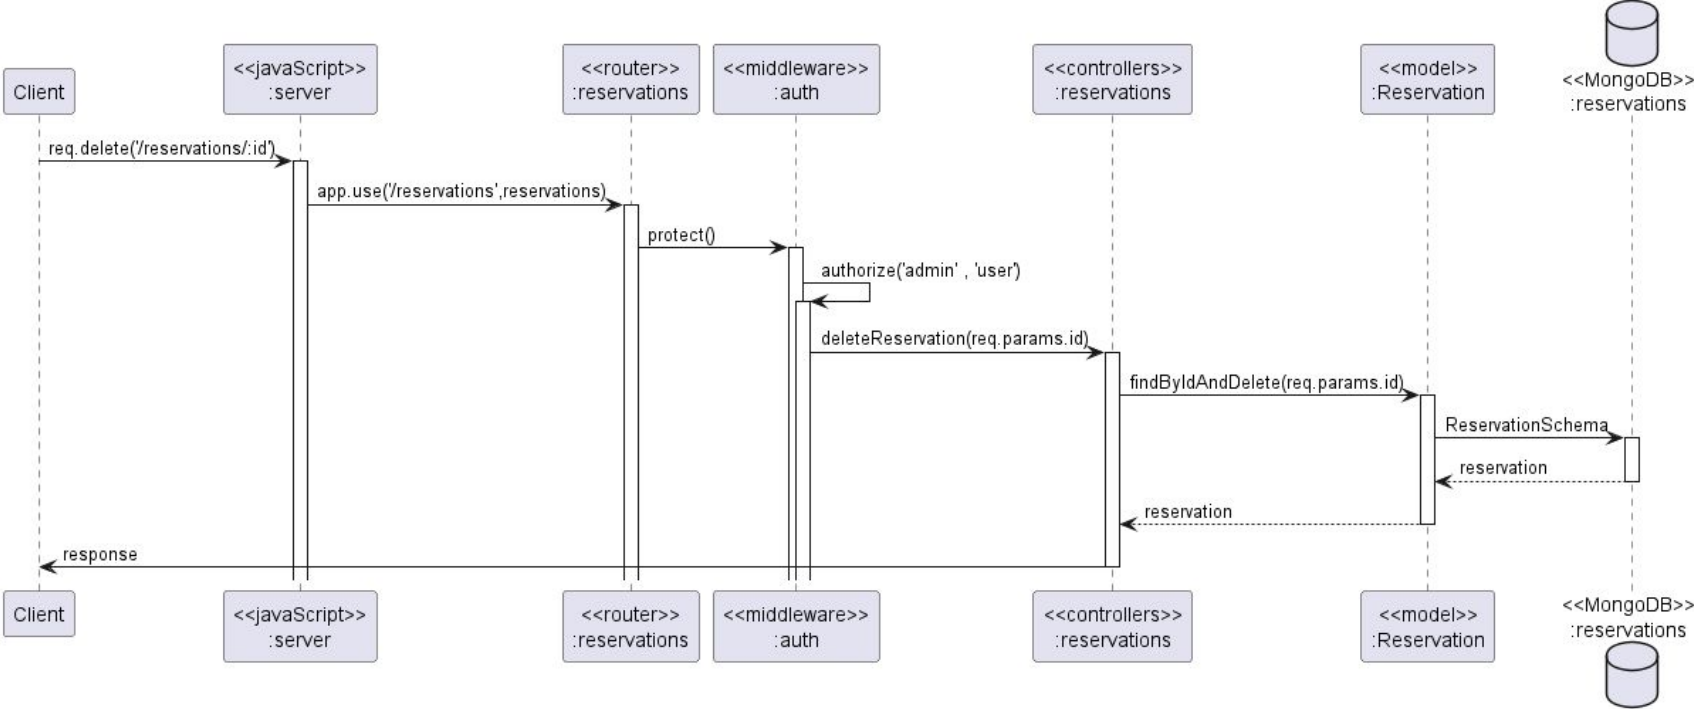 Client
<<javaScript>>
:server
<<router>>
:reservations
<<middleware>>
:auth
<<controllers>>
:reservations
<<model>>
:Reservation
<<MongoDB>>
:reservations
req.delete('/reservations/:id')
app.use('/reservations',reservations)
protect()
authorize('admin' , 'user')
deleteReservation(req.params.id)
findByIdAndDelete(req.params.id)
ReservationSchema
reservation
reservation
response
Client
<<javaScript>>
:server
<<router>>
:reservations
<<middleware>>
:auth
<<controllers>>
:reservations
<<model>>
:Reservation
<<MongoDB>>
:reservations